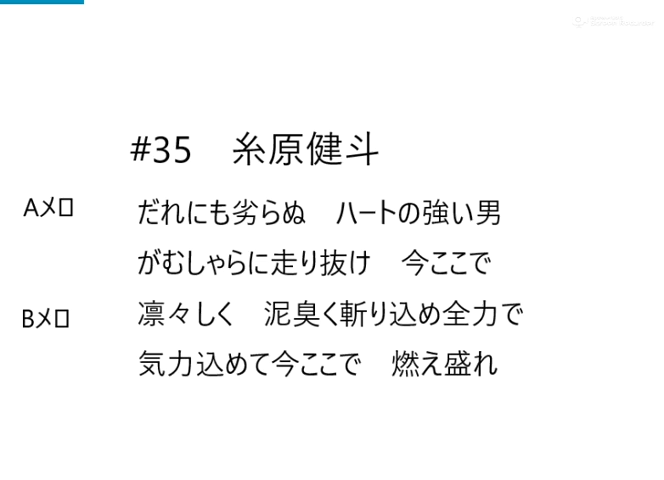 #35 糸原健斗
Aメロ
だれにも劣らぬ ハートの強い男
がむしゃらに走り抜け 今ここで
Bメロ
凛々しく 泥臭く斬り込め全力で
気力込めて今ここで 燃え盛れ